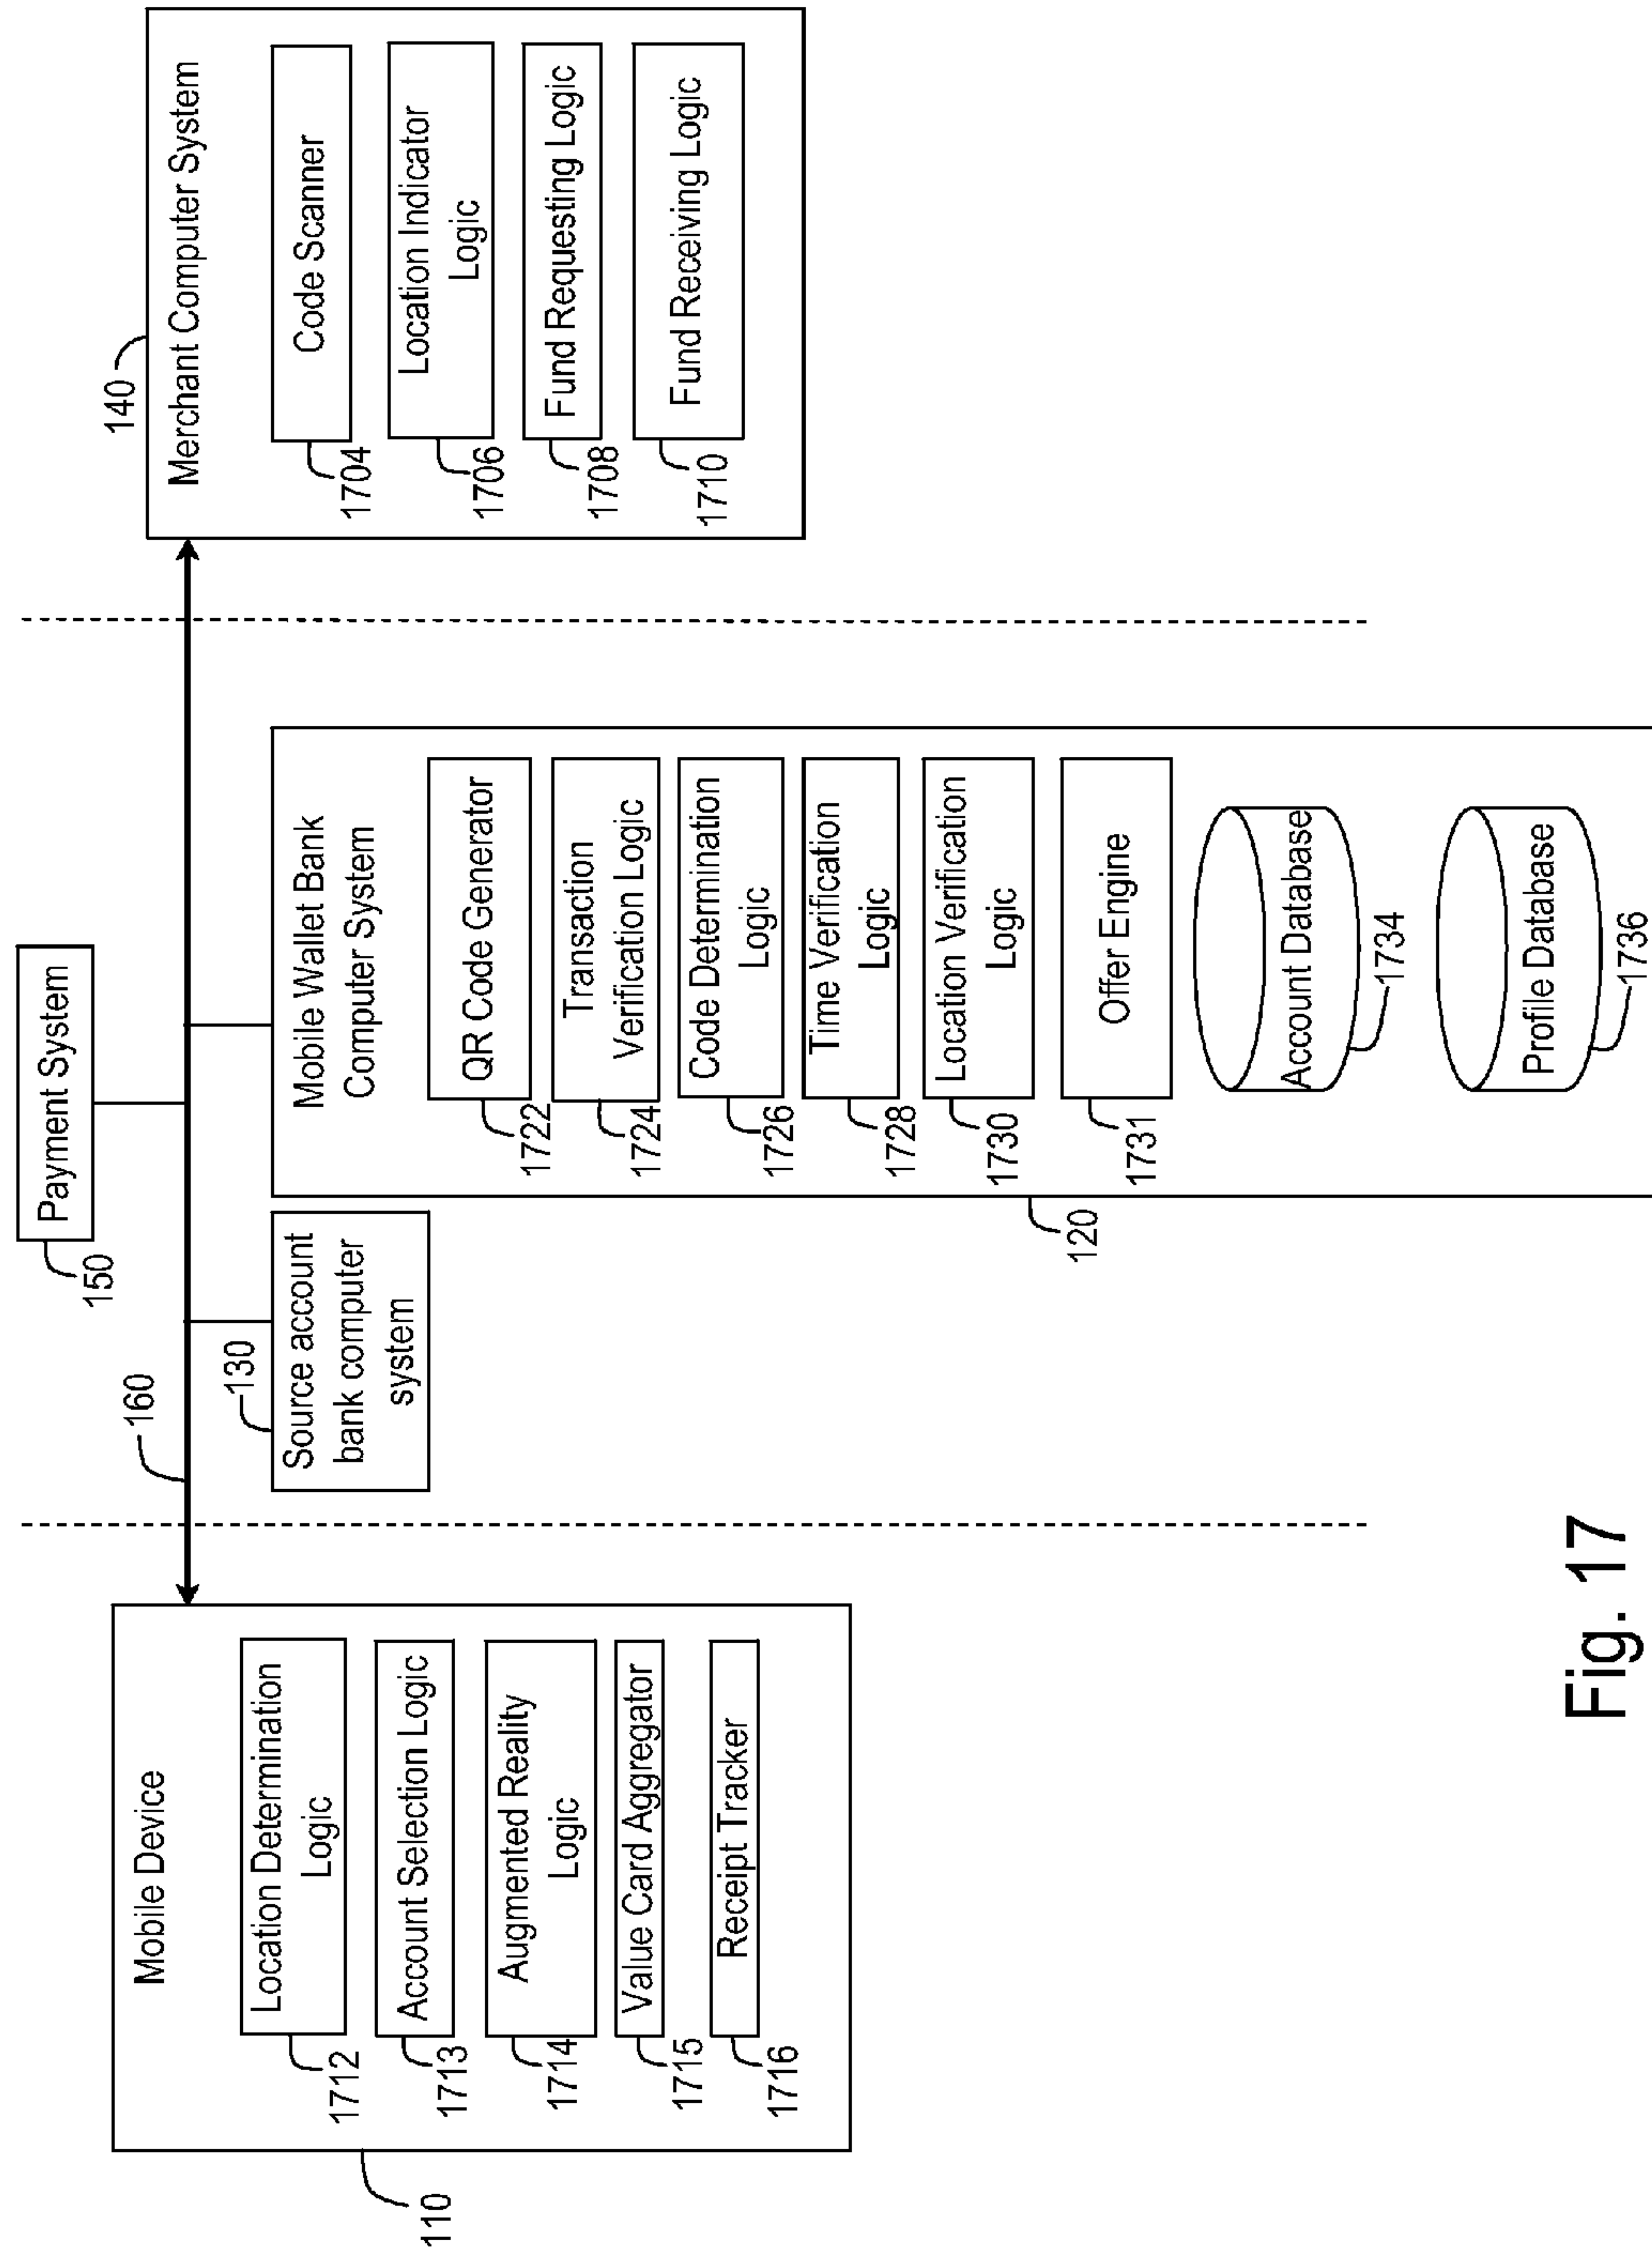 Payment System
150
160
Mobile Device
110
Location Determination
Logic
1712
Account Selection Logic
1713
Augmented Reality
Logic
1714
Value Card Aggregator
1715
Receipt Tracker
1716
130
Source account
bank computer
system
Mobile Wallet Bank
Computer System
120
QR Code Generator
1722
Transaction
Verification Logic
1724
Code Determination
Logic
1726
Time Verification
Logic
1728
Location Verification
Logic
1730
Offer Engine
1731
Account Database
1734
Profile Database
1736
140
Merchant Computer System
Code Scanner
1704
Location Indicator
Logic
1706
Fund Requesting Logic
1708
Fund Receiving Logic
1710
Fig. 17